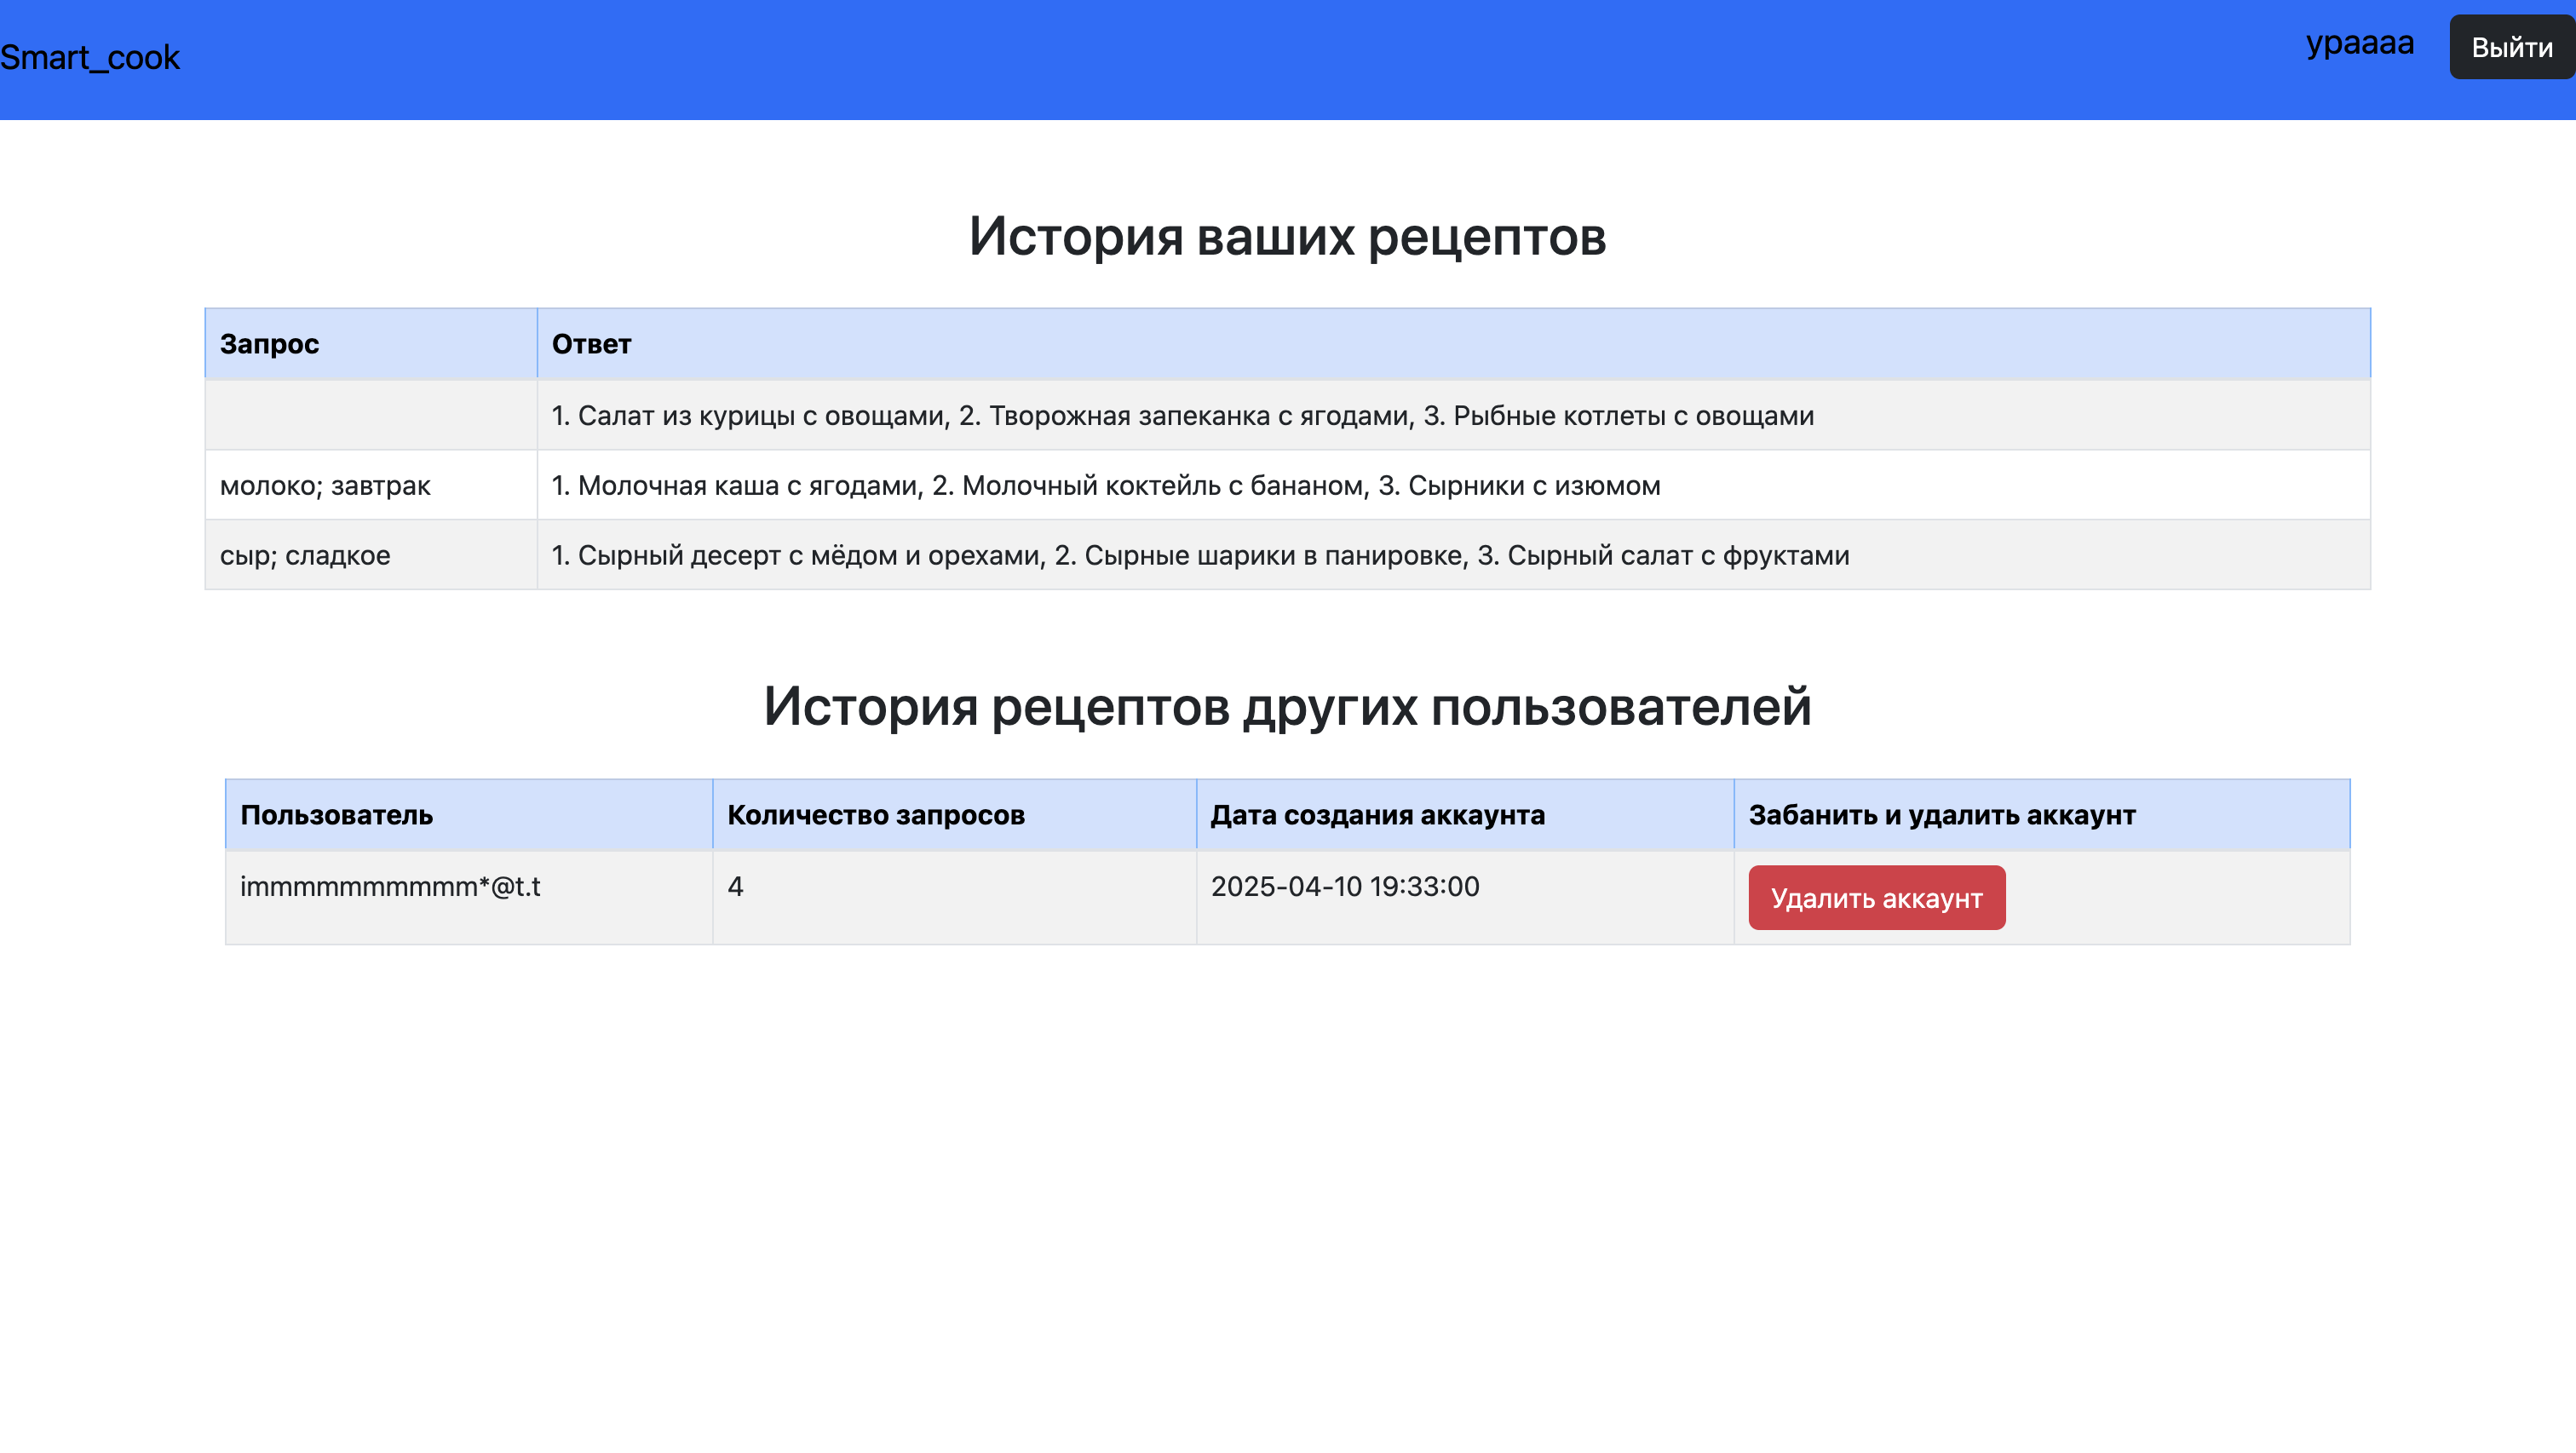 Smart_cook
ураааа
Выйти
История ваших рецептов
Запрос Ответ
1. Салат из курицы с овощами, 2. Творожная запеканка с ягодами, 3. Рыбные котлеты с овощами
молоко; завтрак 1. Молочная каша с ягодами, 2. Молочный коктейль с бананом, 3. Сырники с изюмом
сыр; сладкое 1. Сырный десерт с мёдом и орехами, 2. Сырные шарики в панировке, 3. Сырный салат с фруктами
История рецептов других пользователей
Пользователь Количество запросов Дата создания аккаунта Забанить и удалить аккаунт
immmmmmmmmm*@t.t 4 2025-04-10 19:33:00 Удалить аккаунт